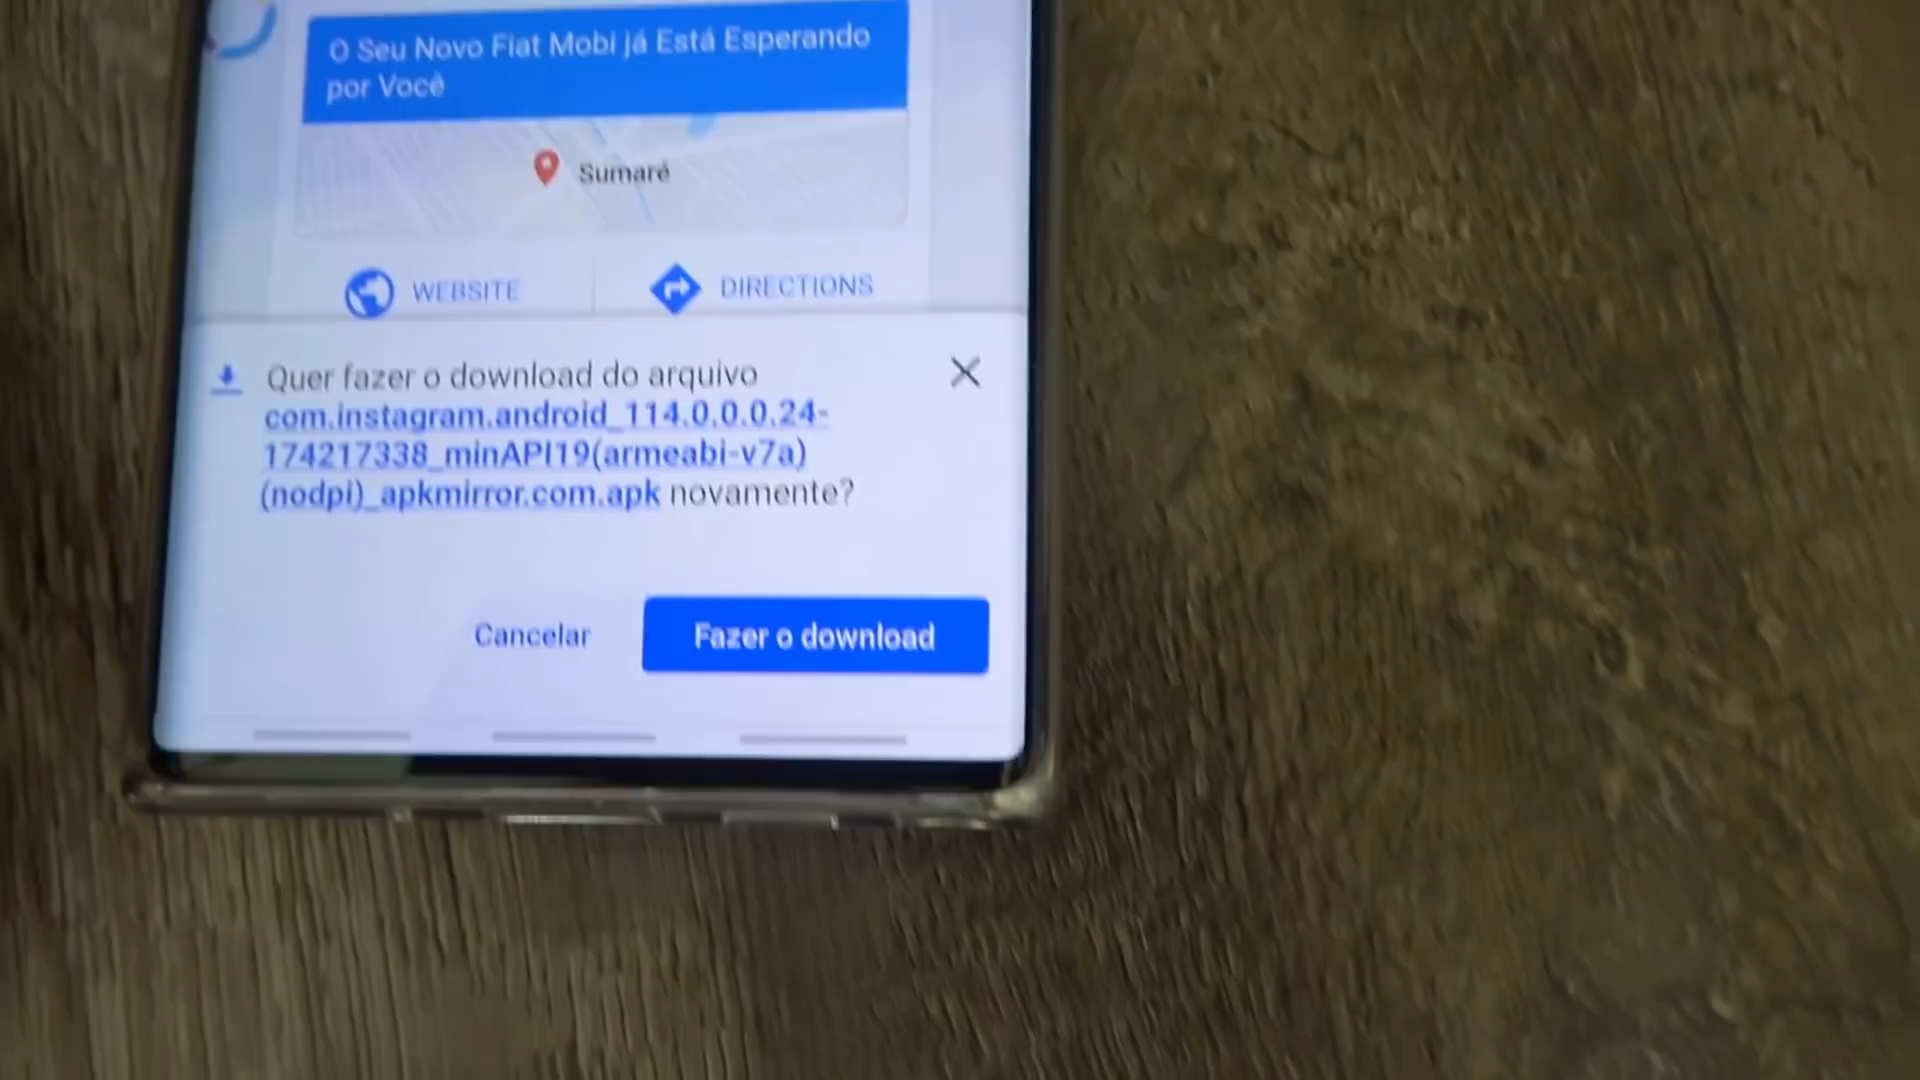 O Seu Novo Fiat Mobi já Está Esperando
por Você
Sumaré
WEBSITE
DIRECTIONS
Quer fazer o download do arquivo
com.instagram.android_114.0.0.0.24-
174217338_minAPI19(armeabi-v7a)
(nodpi)_apkmirror.com.apk novamente?
Cancelar
Fazer o download